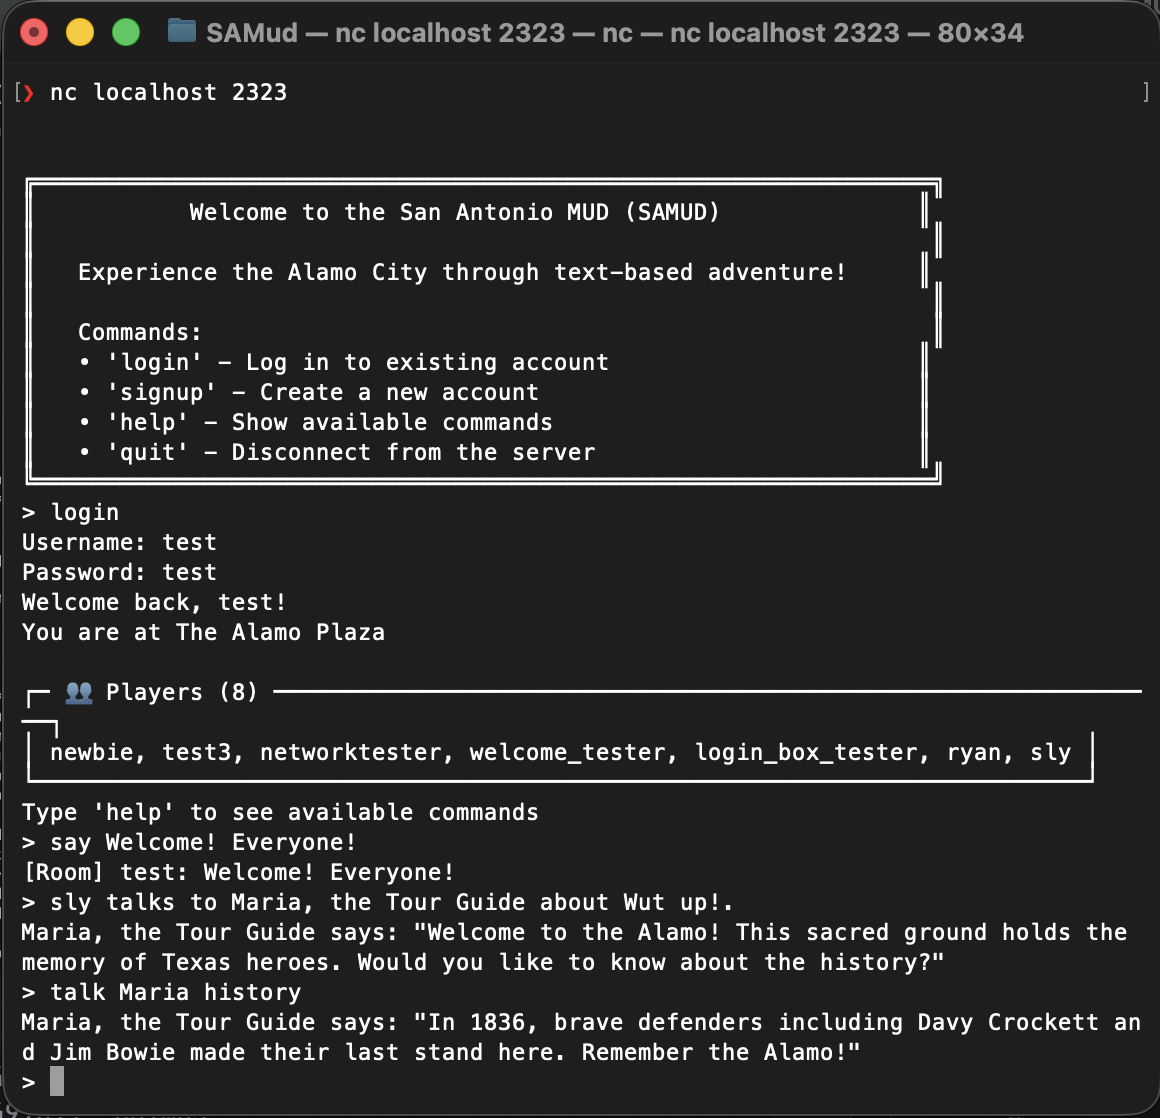 SAMud — nc localhost 2323 — nc — nc localhost 2323 — 80×34
[❯ nc localhost 2323 ]
Welcome to the San Antonio MUD (SAMUD)
Experience the Alamo City through text-based adventure!
Commands:
• 'login' – Log in to existing account
• 'signup' – Create a new account
• 'help' – Show available commands
• 'quit' – Disconnect from the server
> login
Username: test
Password: test
Welcome back, test!
You are at The Alamo Plaza
👥 Players (8)
newbie, test3, networktester, welcome_tester, login_box_tester, ryan, sly
Type 'help' to see available commands
> say Welcome! Everyone!
[Room] test: Welcome! Everyone!
> sly talks to Maria, the Tour Guide about Wut up!.
Maria, the Tour Guide says: "Welcome to the Alamo! This sacred ground holds the
memory of Texas heroes. Would you like to know about the history?"
> talk Maria history
Maria, the Tour Guide says: "In 1836, brave defenders including Davy Crockett an
d Jim Bowie made their last stand here. Remember the Alamo!"
>